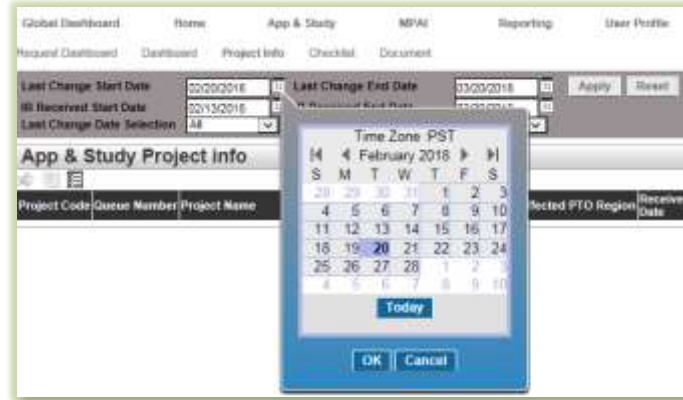 Global Dashboard Home App & Study MPAI Reporting User Profile
Request Dashboard Dashboard Project Info Checklist Document
Last Change Start Date 02/20/2018 Last Change End Date 03/20/2018 Apply Reset
IB Received Start Date 02/13/2018
Last Change Date Selection All
App & Study Project info
Project Code Queue Number Project Name PTO Region Date
Time Zone :PST
February 2018
S M T W T F S
28 29 30 31 1 2 3
4 5 6 7 8 9 10
11 12 13 14 15 16 17
18 19 20 21 22 23 24
25 26 27 28 1 2 3
4 5 6 7 8 9 10
Today
OK Cancel